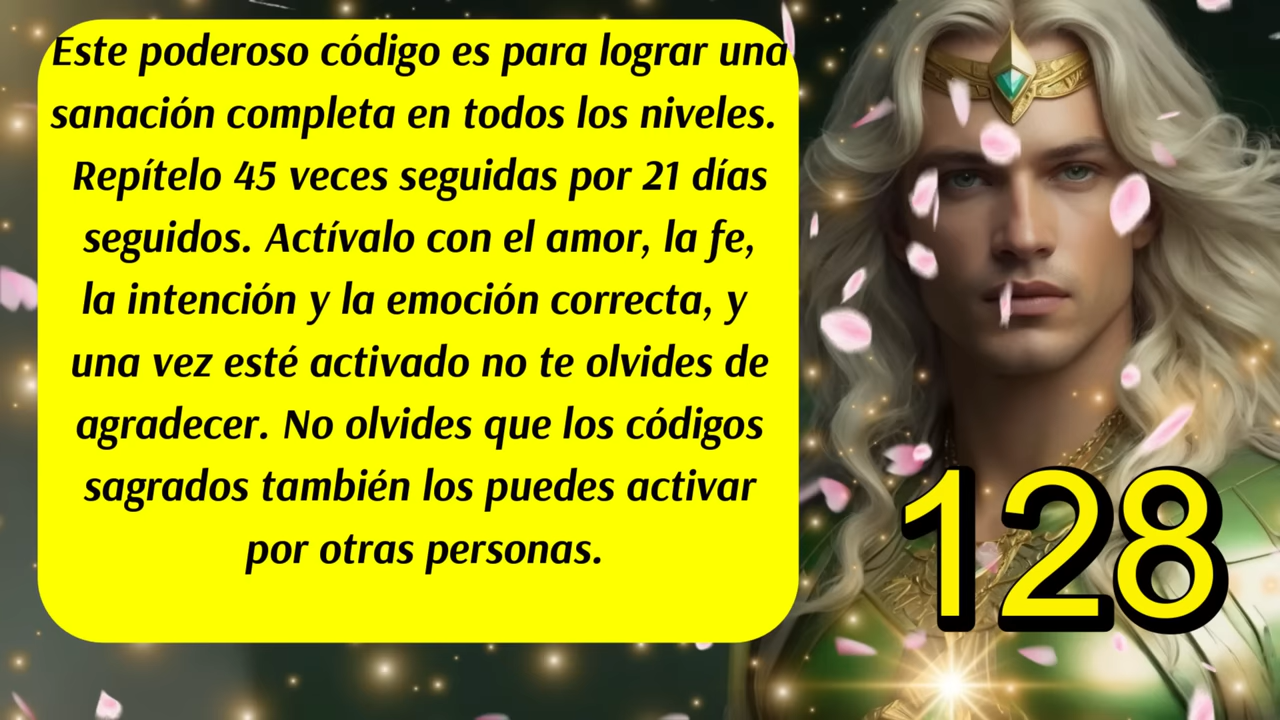 Este poderoso código es para lograr una
sanación completa en todos los niveles.
Repítelo 45 veces seguidas por 21 días
seguidos. Actívalo con el amor, la fe,
la intención y la emoción correcta, y
una vez esté activado no te olvides de
agradecer. No olvides que los códigos
sagrados también los puedes activar
por otras personas.
128